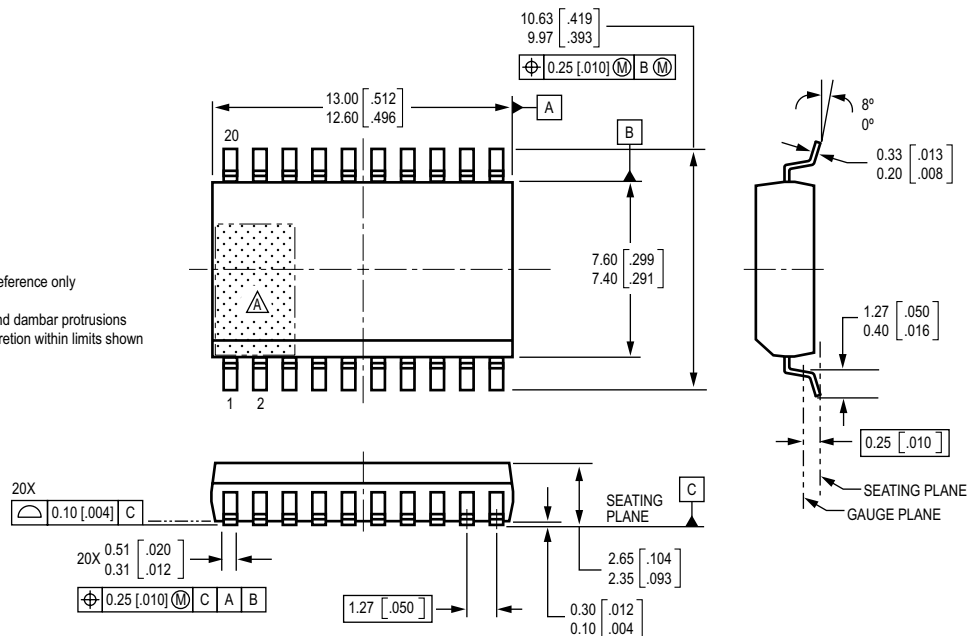 10.63 [.419]
9.97 [.393]
⌖ 0.25 [.010] Ⓜ B Ⓜ
13.00 [.512]
12.60 [.496]
A
B
8º
0º
20
0.33 [.013]
0.20 [.008]
7.60 [.299]
7.40 [.291]
eference only
A
nd dambar protrusions
retion within limits shown
1.27 [.050]
0.40 [.016]
1 2
0.25 [.010]
20X
⌓ 0.10 [.004] C
SEATING
PLANE
C
SEATING PLANE
GAUGE PLANE
20X 0.51 [.020]
0.31 [.012]
2.65 [.104]
2.35 [.093]
⌖ 0.25 [.010] Ⓜ C A B
1.27 [.050]
0.30 [.012]
0.10 [.004]